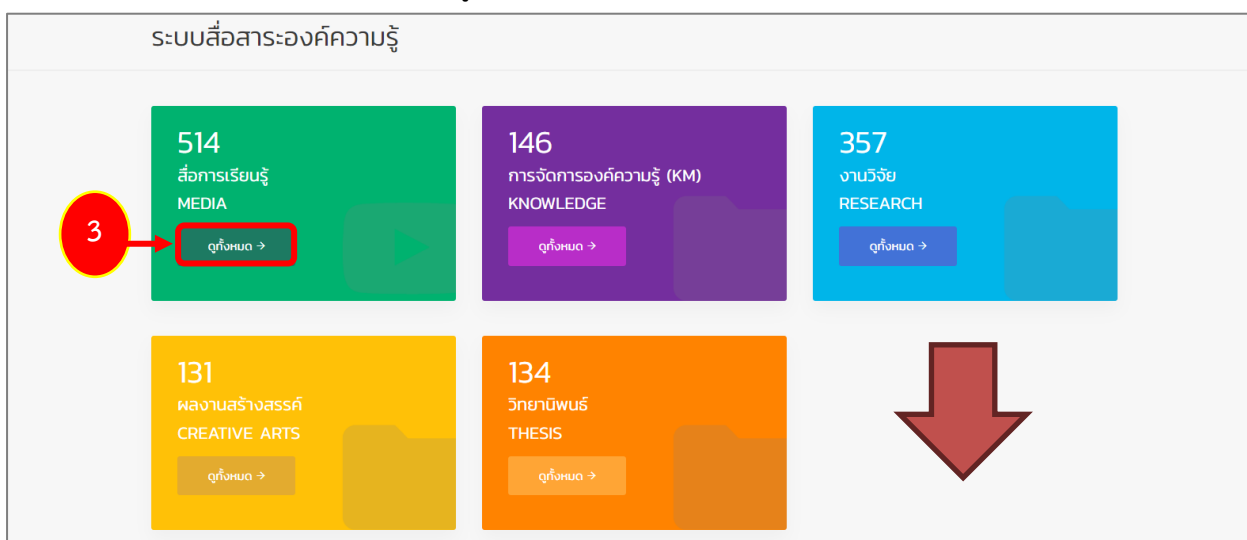 ระบบสื่อสาระองค์ความรู้
514
สื่อการเรียนรู้
MEDIA
ดูทั้งหมด →
146
การจัดการองค์ความรู้ (KM)
KNOWLEDGE
ดูทั้งหมด →
357
งานวิจัย
RESEARCH
ดูทั้งหมด →
3
131
ผลงานสร้างสรรค์
CREATIVE ARTS
ดูทั้งหมด →
134
วิทยานิพนธ์
THESIS
ดูทั้งหมด →